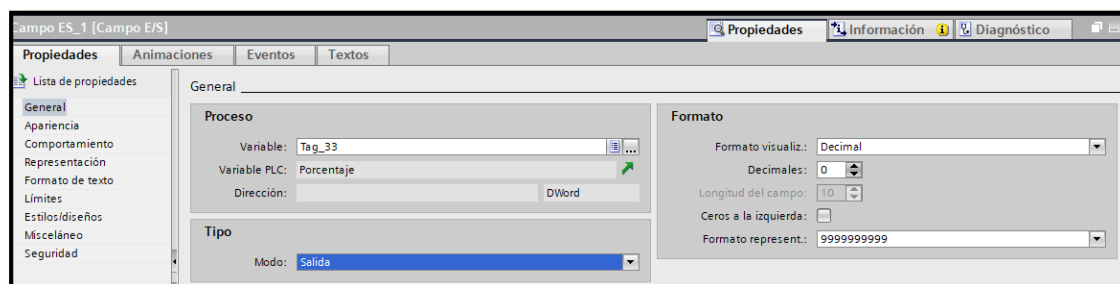 Campo ES_1 [Campo E/S]
Propiedades Información Diagnóstico
Propiedades Animaciones Eventos Textos
Lista de propiedades
General
Apariencia
Comportamiento
Representación
Formato de texto
Límites
Estilos/diseños
Misceláneo
Seguridad
General
Proceso
Variable: Tag_33 ...
Variable PLC: Porcentaje
Dirección: DWord
Tipo
Modo: Salida
Formato
Formato visualiz.: Decimal
Decimales: 0
Longitud del campo: 10
Ceros a la izquierda:
Formato represent.: 9999999999